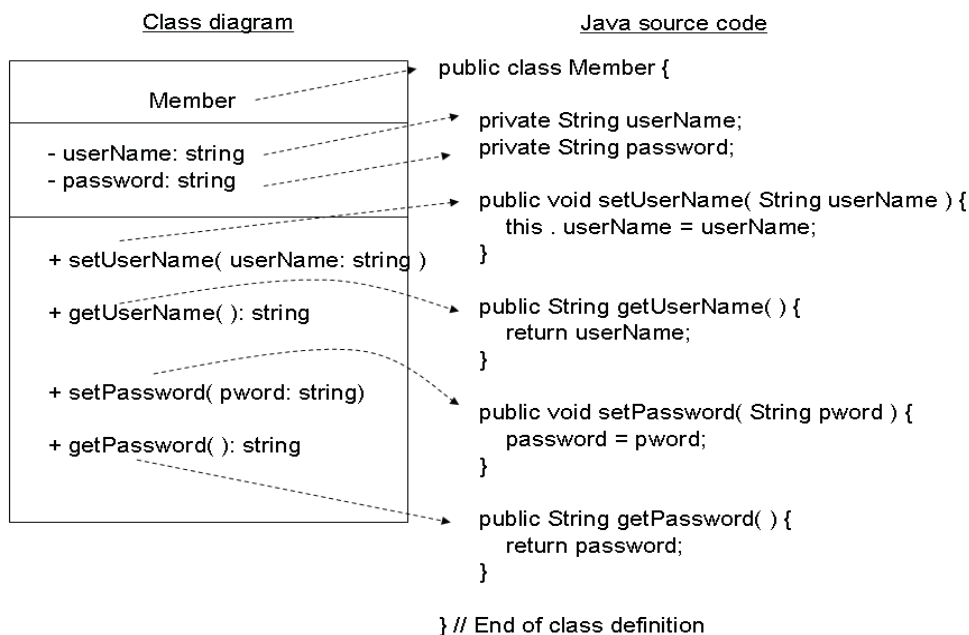 Class diagram
Member
- userName: string
- password: string
+ setUserName( userName: string )
+ getUserName( ): string
+ setPassword( pword: string)
+ getPassword( ): string
Java source code
public class Member {
private String userName;
private String password;
public void setUserName( String userName ) {
this . userName = userName;
}
public String getUserName( ) {
return userName;
}
public void setPassword( String pword ) {
password = pword;
}
public String getPassword( ) {
return password;
}
} // End of class definition